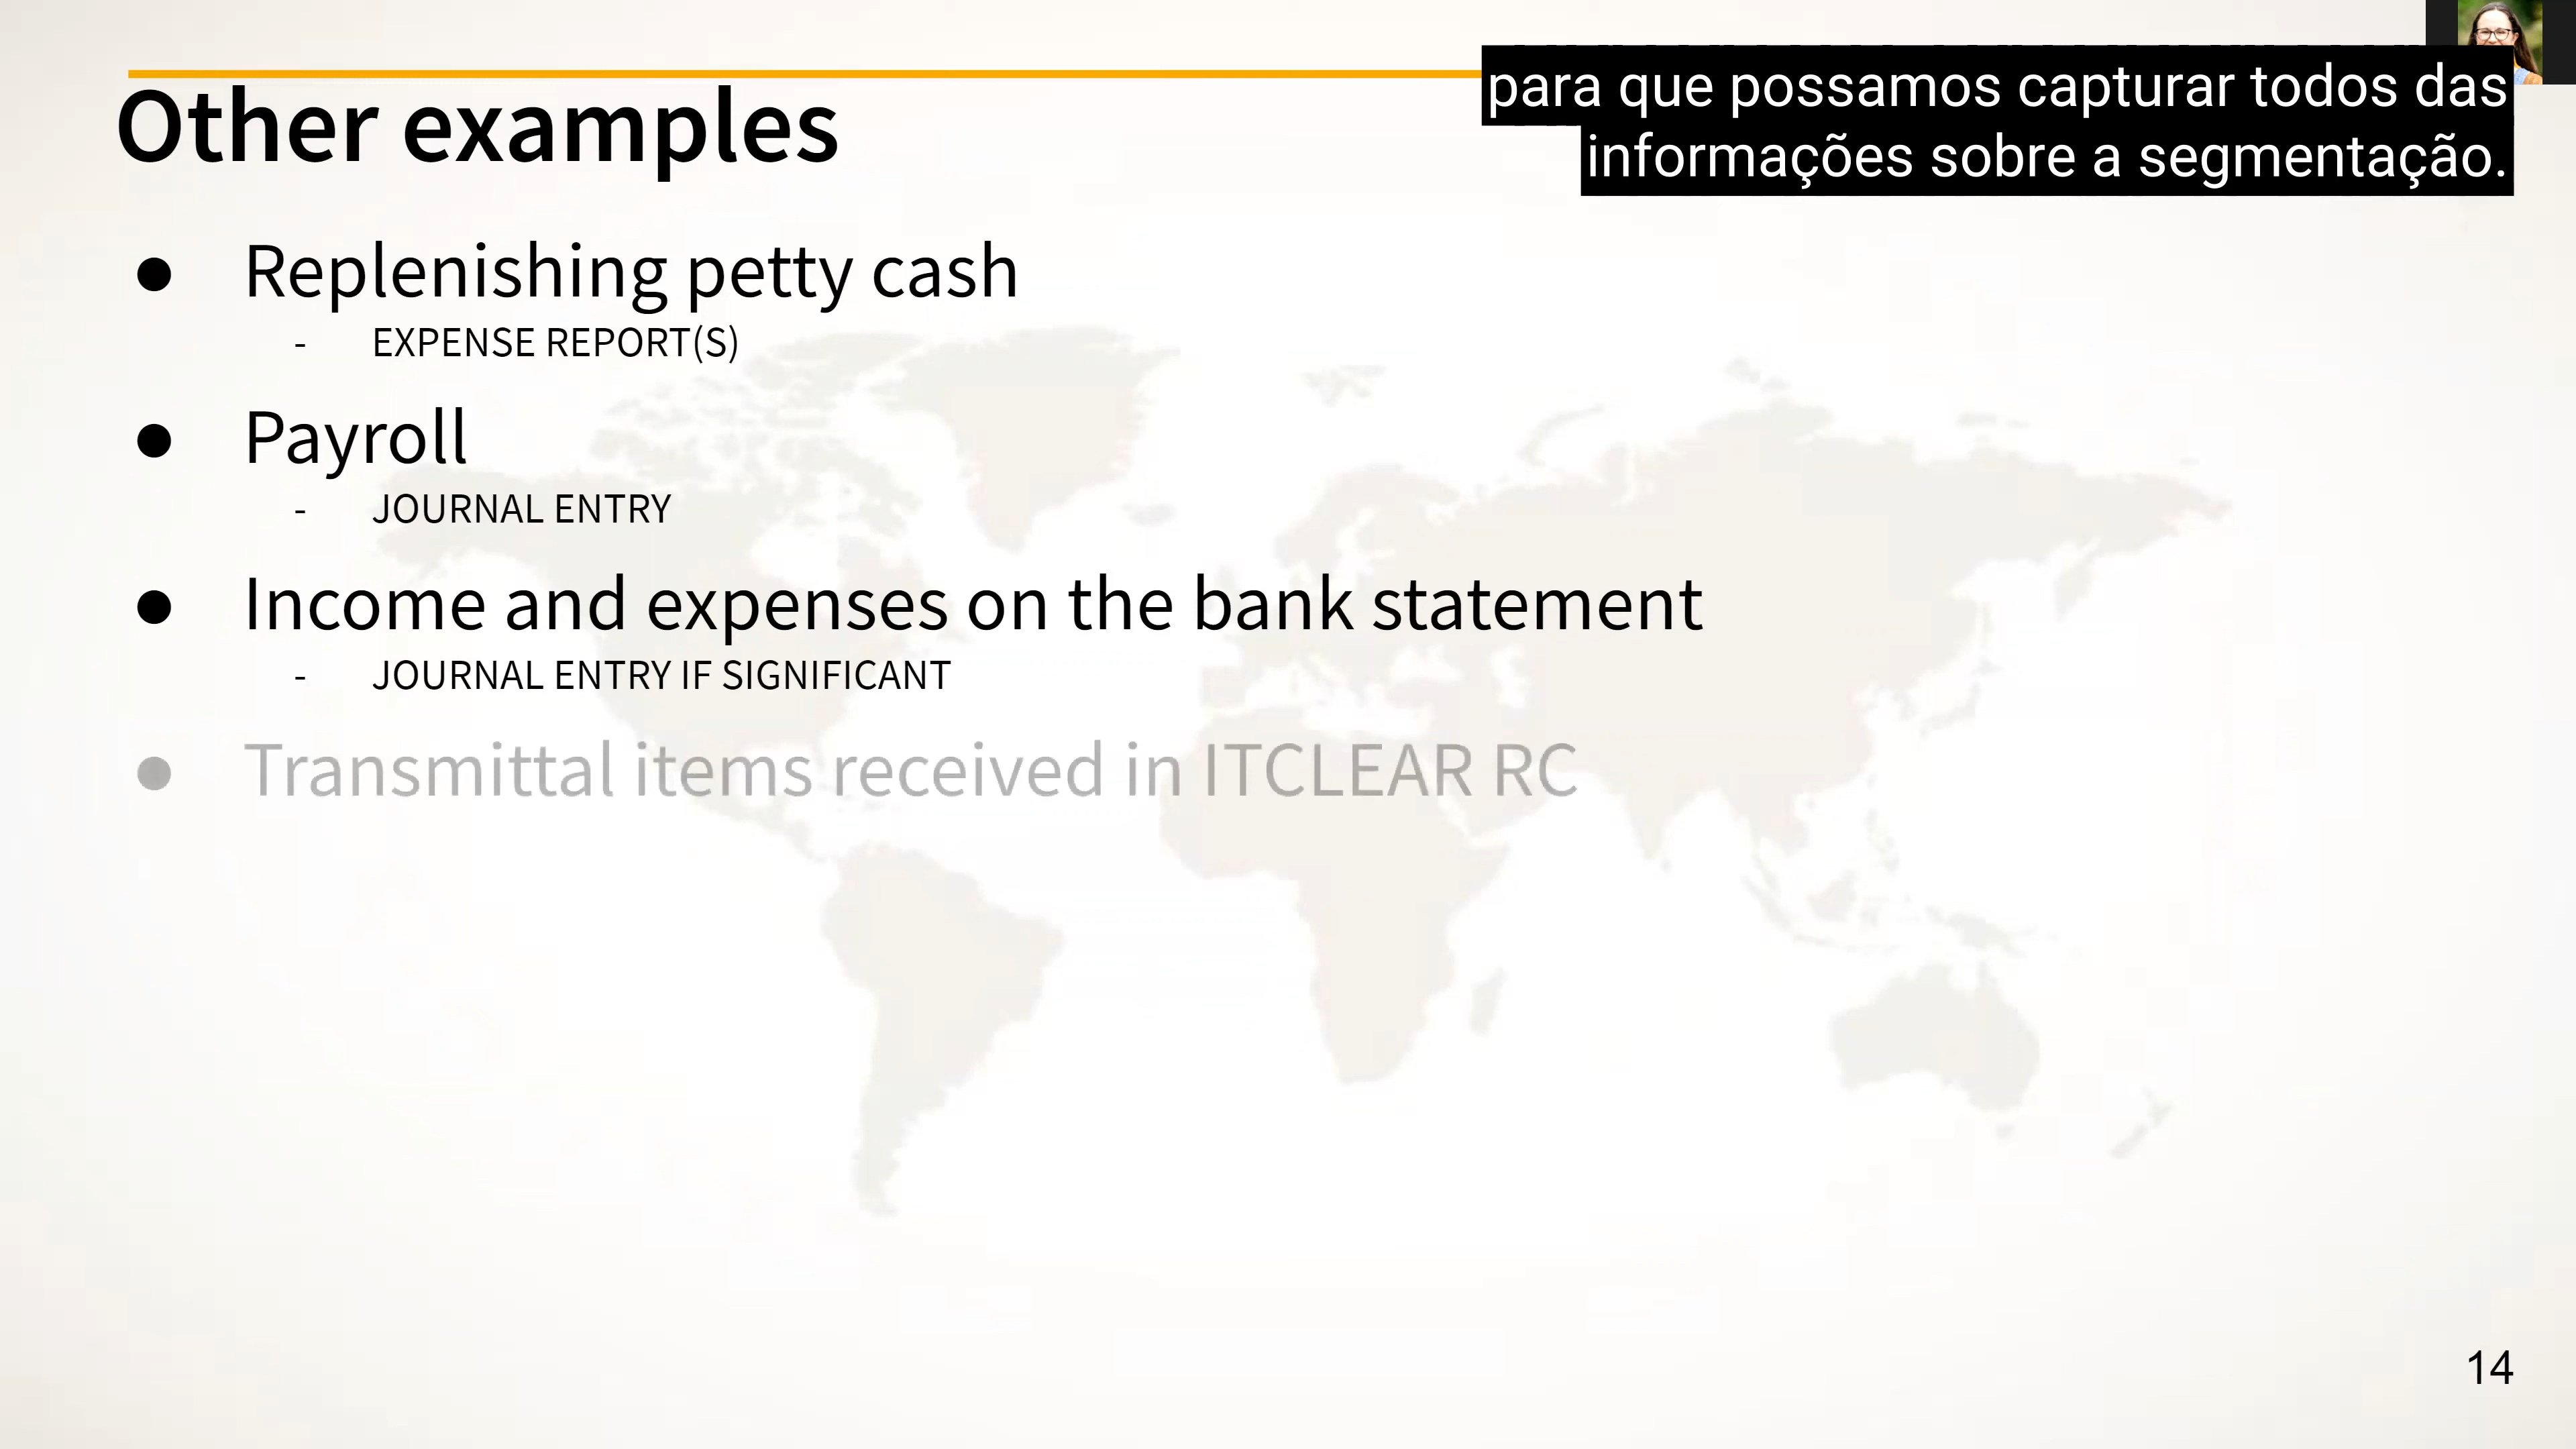 para que possamos capturar todos das
informações sobre a segmentação.
Other examples
● Replenishing petty cash
- EXPENSE REPORT(S)
● Payroll
- JOURNAL ENTRY
● Income and expenses on the bank statement
- JOURNAL ENTRY IF SIGNIFICANT
● Transmittal items received in ITCLEAR RC
14